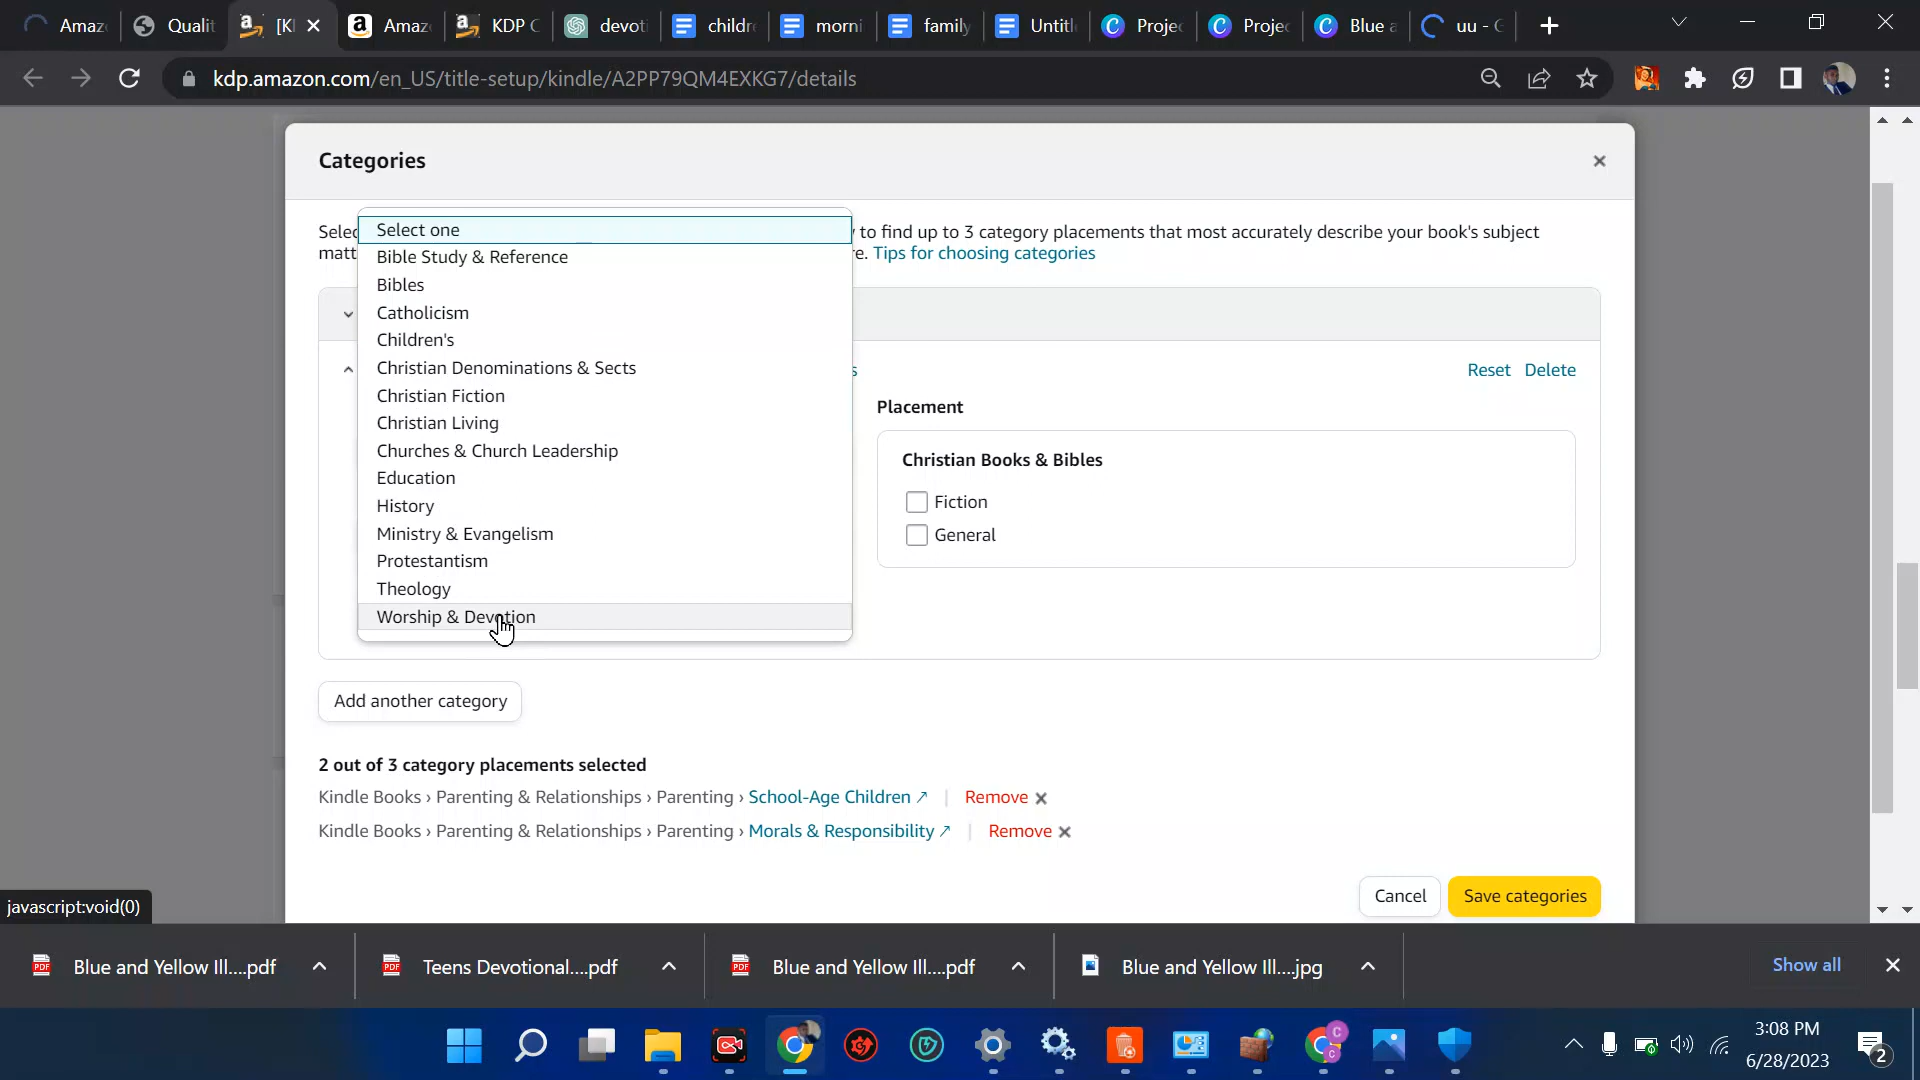 Amaz
Qualit
[KI
Amaz
KDP C
devoti
childre
morni
family
Untitl
Projec
Projec
Blue a
uu - G
kdp.amazon.com/en_US/title-setup/kindle/A2PP79QM4EXKG7/details
Categories
Selec
to find up to 3 category placements that most accurately describe your book's subject
matt
e. Tips for choosing categories
Select one
Bible Study & Reference
Bibles
Catholicism
Children's
Christian Denominations & Sects
Christian Fiction
Christian Living
Churches & Church Leadership
Education
History
Ministry & Evangelism
Protestantism
Theology
Worship & Devotion
s
Reset Delete
Placement
Christian Books & Bibles
Fiction
General
Add another category
2 out of 3 category placements selected
Kindle Books › Parenting & Relationships › Parenting › School-Age Children ↗ | Remove ×
Kindle Books › Parenting & Relationships › Parenting › Morals & Responsibility ↗ | Remove ×
Cancel
Save categories
javascript:void(0)
Blue and Yellow Ill....pdf
Teens Devotional....pdf
Blue and Yellow Ill....pdf
Blue and Yellow Ill....jpg
Show all
3:08 PM
6/28/2023
2